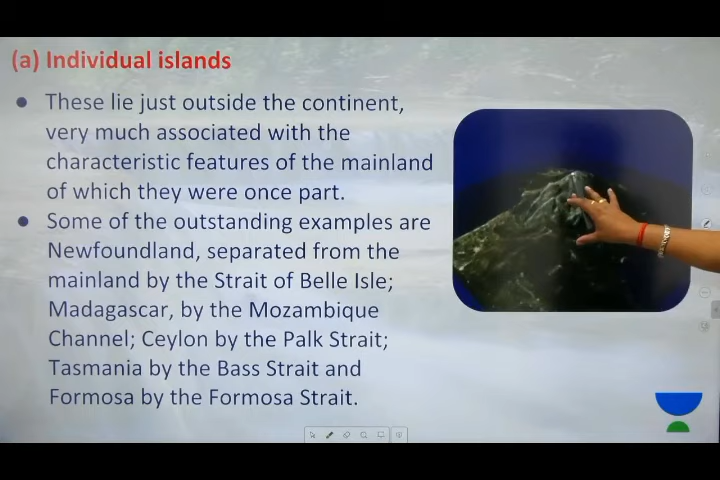 (a) Individual islands
● These lie just outside the continent,
very much associated with the
characteristic features of the mainland
of which they were once part.
● Some of the outstanding examples are
Newfoundland, separated from the
mainland by the Strait of Belle Isle;
Madagascar, by the Mozambique
Channel; Ceylon by the Palk Strait;
Tasmania by the Bass Strait and
Formosa by the Formosa Strait.